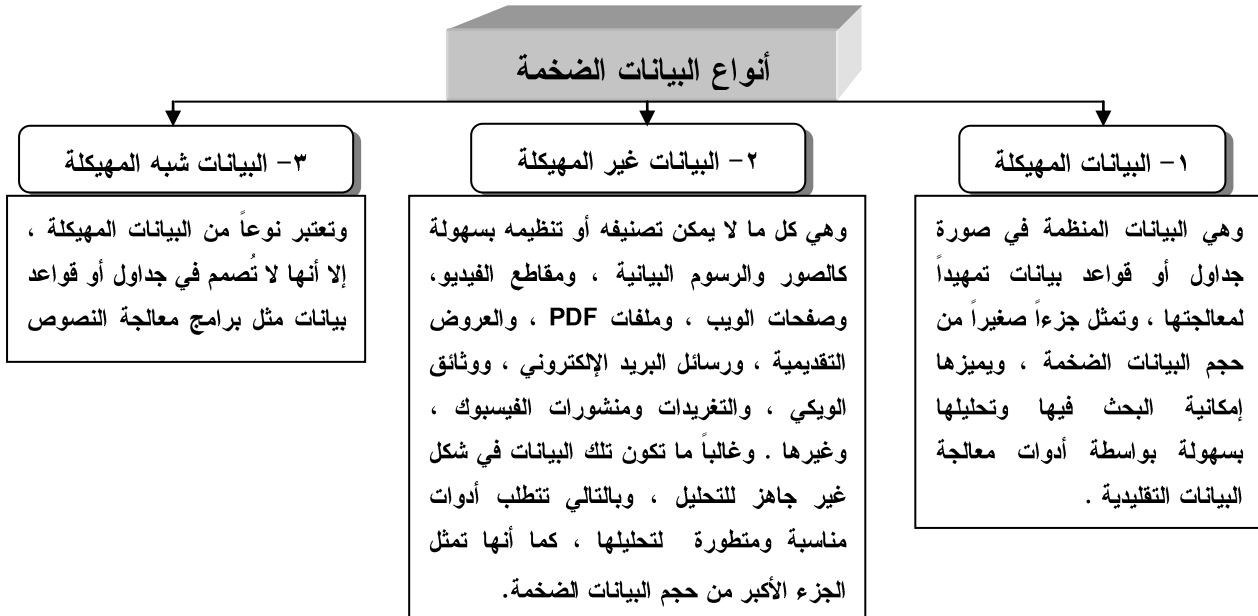 أنواع البيانات الضخمة
١- البيانات المهيكلة
وهي البيانات المنظمة في صورة
جداول أو قواعد بيانات تمهيداً
لمعالجتها ، وتمثل جزءاً صغيراً من
حجم البيانات الضخمة ، ويميزها
إمكانية البحث فيها وتحليلها
بسهولة بواسطة أدوات معالجة
البيانات التقليدية .
٢- البيانات غير المهيكلة
وهي كل ما لا يمكن تصنيفه أو تنظيمه بسهولة
كالصور والرسوم البيانية ، ومقاطع الفيديو،
وصفحات الويب ، وملفات PDF ، والعروض
التقديمية ، ورسائل البريد الإلكتروني ، ووثائق
الويكي ، والتغريدات ومنشورات الفيسبوك ،
وغيرها . وغالباً ما تكون تلك البيانات في شكل
غير جاهز للتحليل ، وبالتالي تتطلب أدوات
مناسبة ومتطورة لتحليلها ، كما أنها تمثل
الجزء الأكبر من حجم البيانات الضخمة.
٣- البيانات شبه المهيكلة
وتعتبر نوعاً من البيانات المهيكلة ،
إلا أنها لا تُصمم في جداول أو قواعد
بيانات مثل برامج معالجة النصوص